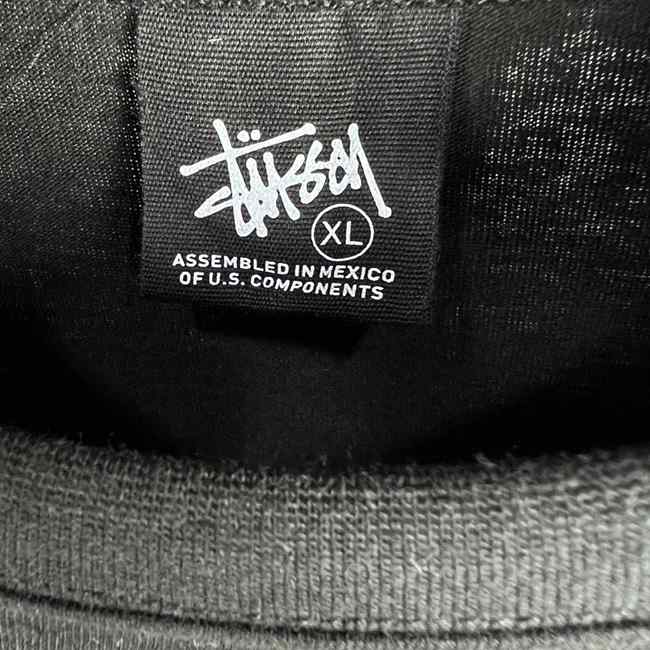 Stüssy
XL
ASSEMBLED IN MEXICO
OF U.S. COMPONENTS